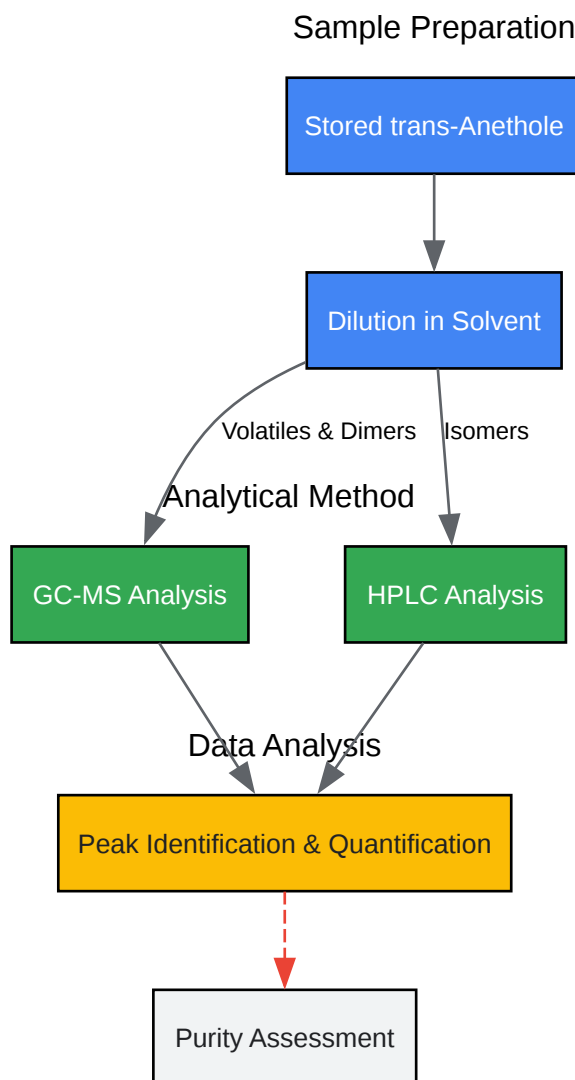 Sample Preparation
Stored trans-Anethole
Dilution in Solvent
Volatiles & Dimers
Isomers
Analytical Method
GC-MS Analysis
HPLC Analysis
Data Analysis
Peak Identification & Quantification
Purity Assessment